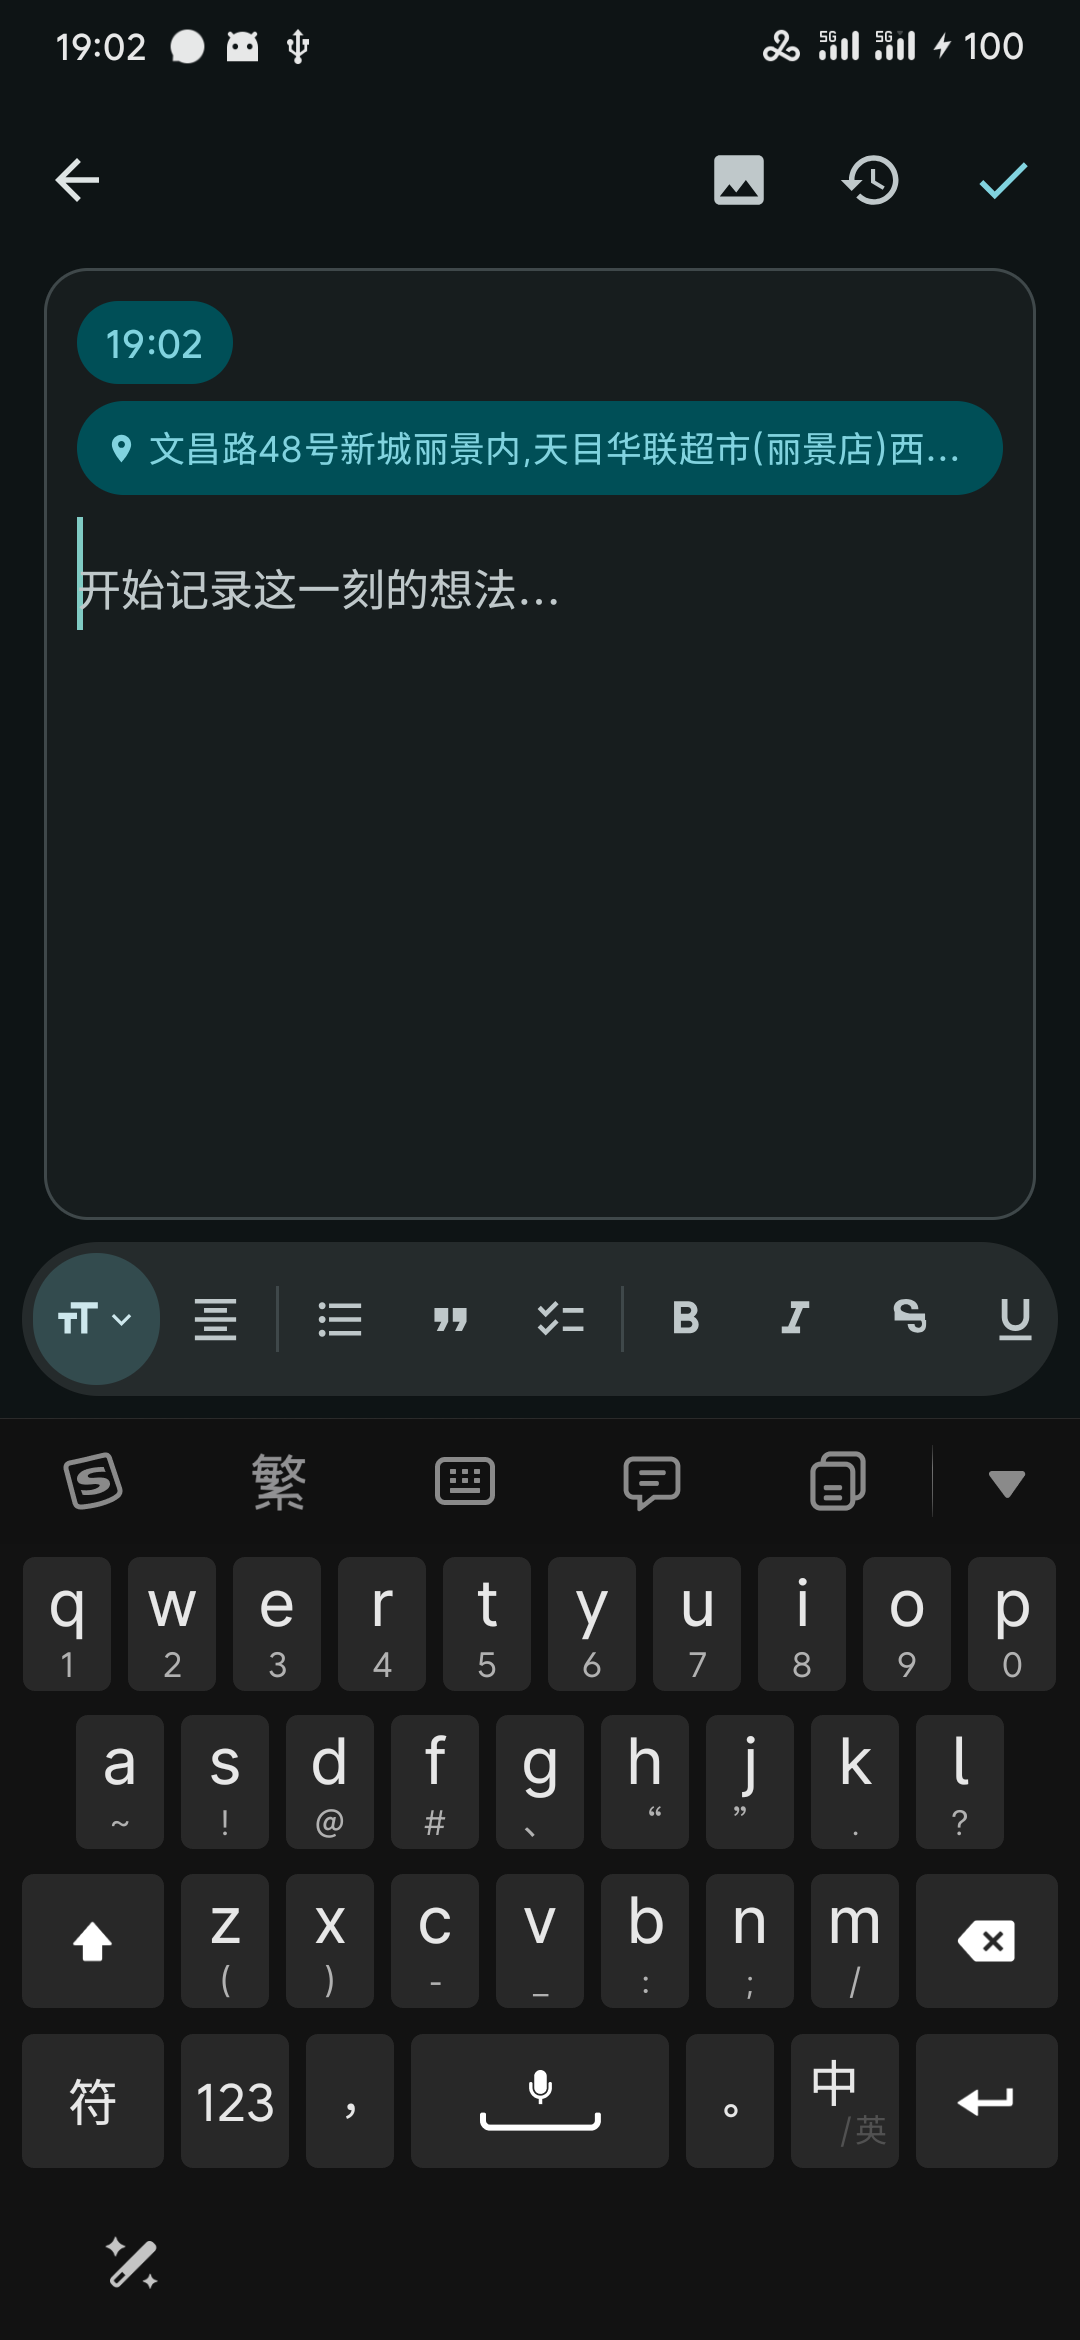 19:02 5G 5G 100
19:02
文昌路48号新城丽景内,天目华联超市(丽景店)西...
开始记录这一刻的想法...
B I S U
繁
q w e r t y u i o p
1 2 3 4 5 6 7 8 9 0
a s d f g h j k l
~ ! @ # 、 “ ” . ?
z x c v b n m
( ) - _ : ; /
符 123 ， 。 中/英